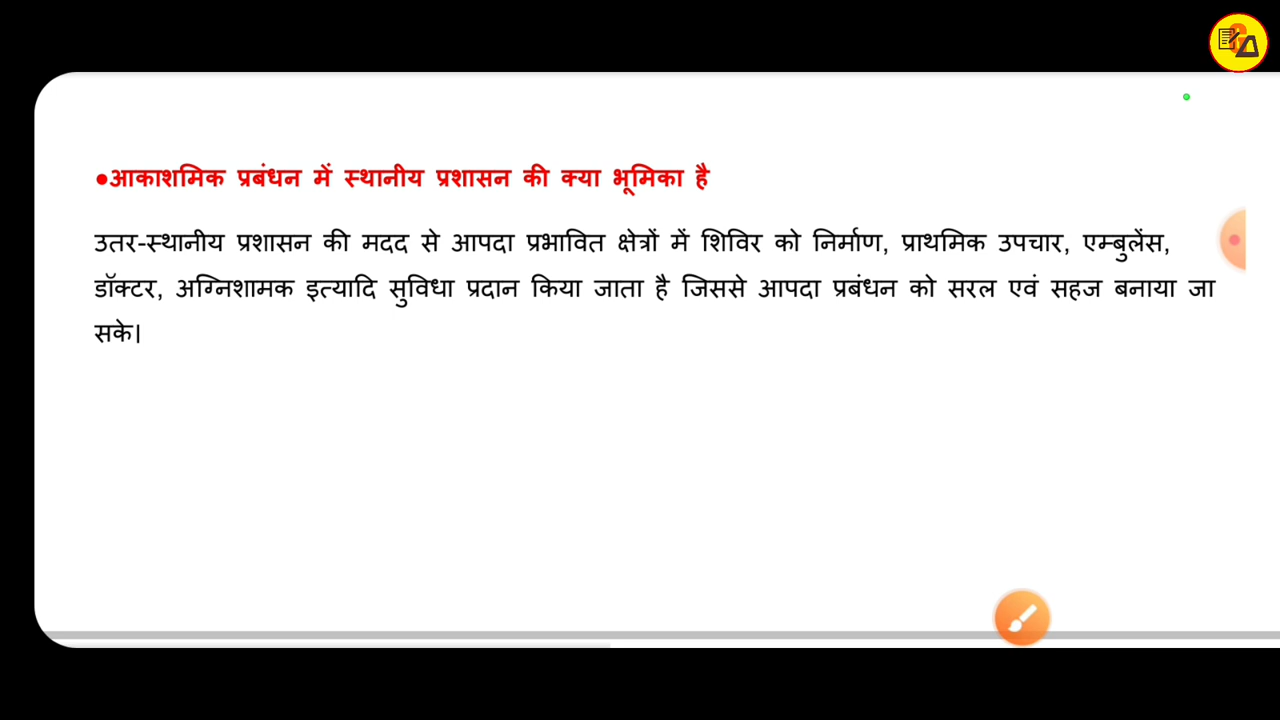 ●आकाशमिक प्रबंधन में स्थानीय प्रशासन की क्या भूमिका है
उतर-स्थानीय प्रशासन की मदद से आपदा प्रभावित क्षेत्रों में शिविर को निर्माण, प्राथमिक उपचार, एम्बुलेंस,
डॉक्टर, अग्निशामक इत्यादि सुविधा प्रदान किया जाता है जिससे आपदा प्रबंधन को सरल एवं सहज बनाया जा
सके।